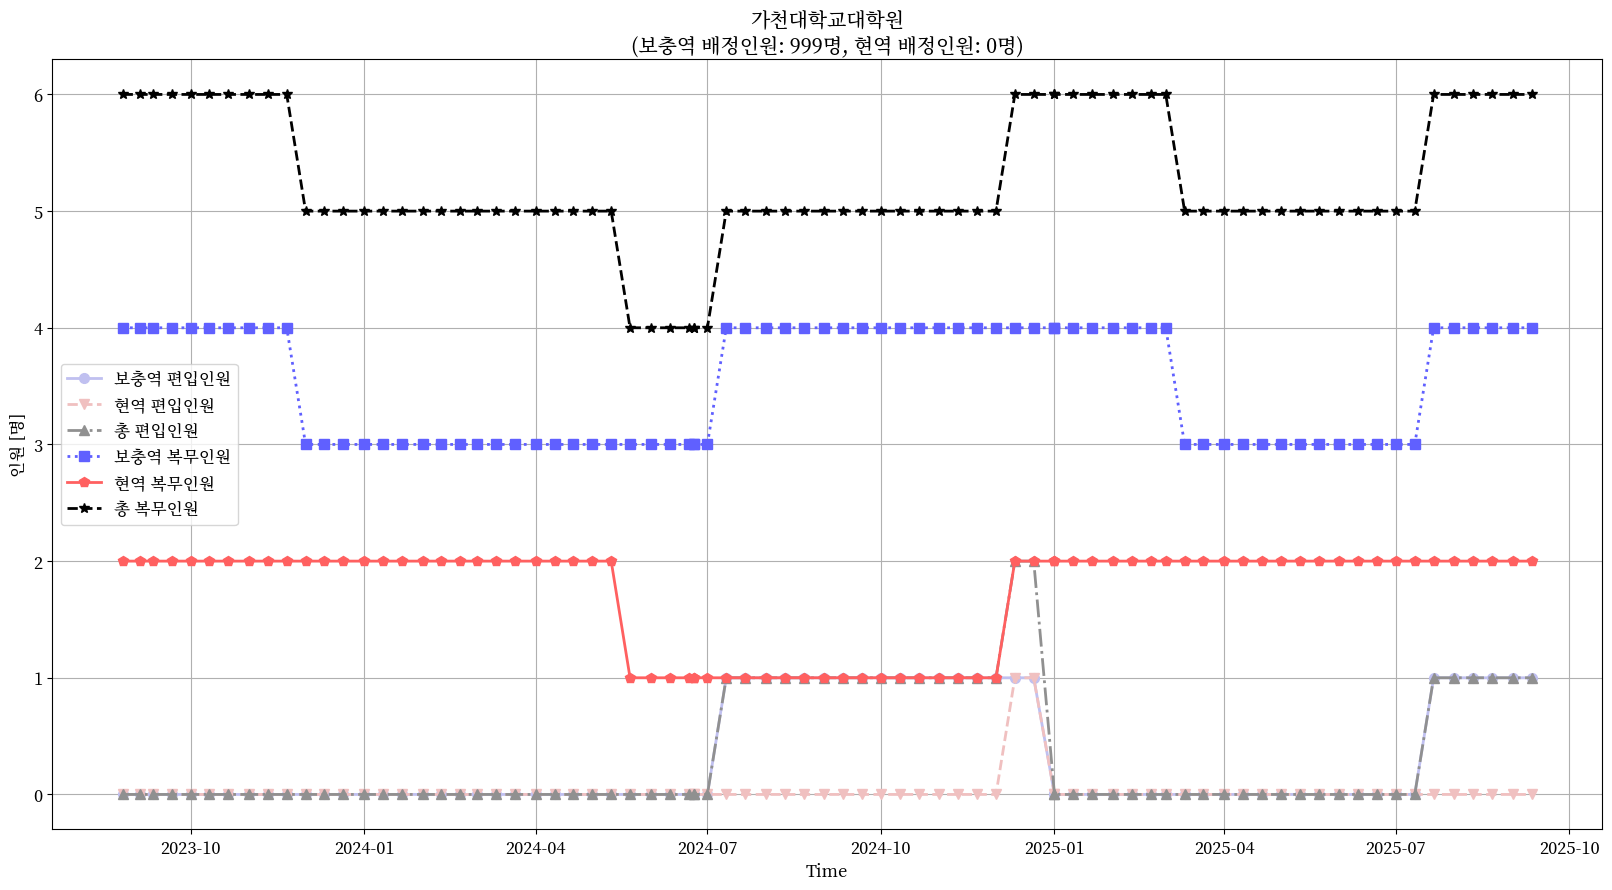 가천대학교대학원
(보충역 배정인원: 999명, 현역 배정인원: 0명)
인원 [명]
6
5
4
3
2
1
0
보충역 편입인원
현역 편입인원
총 편입인원
보충역 복무인원
현역 복무인원
총 복무인원
2023-10
2024-01
2024-04
2024-07
2024-10
2025-01
2025-04
2025-07
2025-10
Time